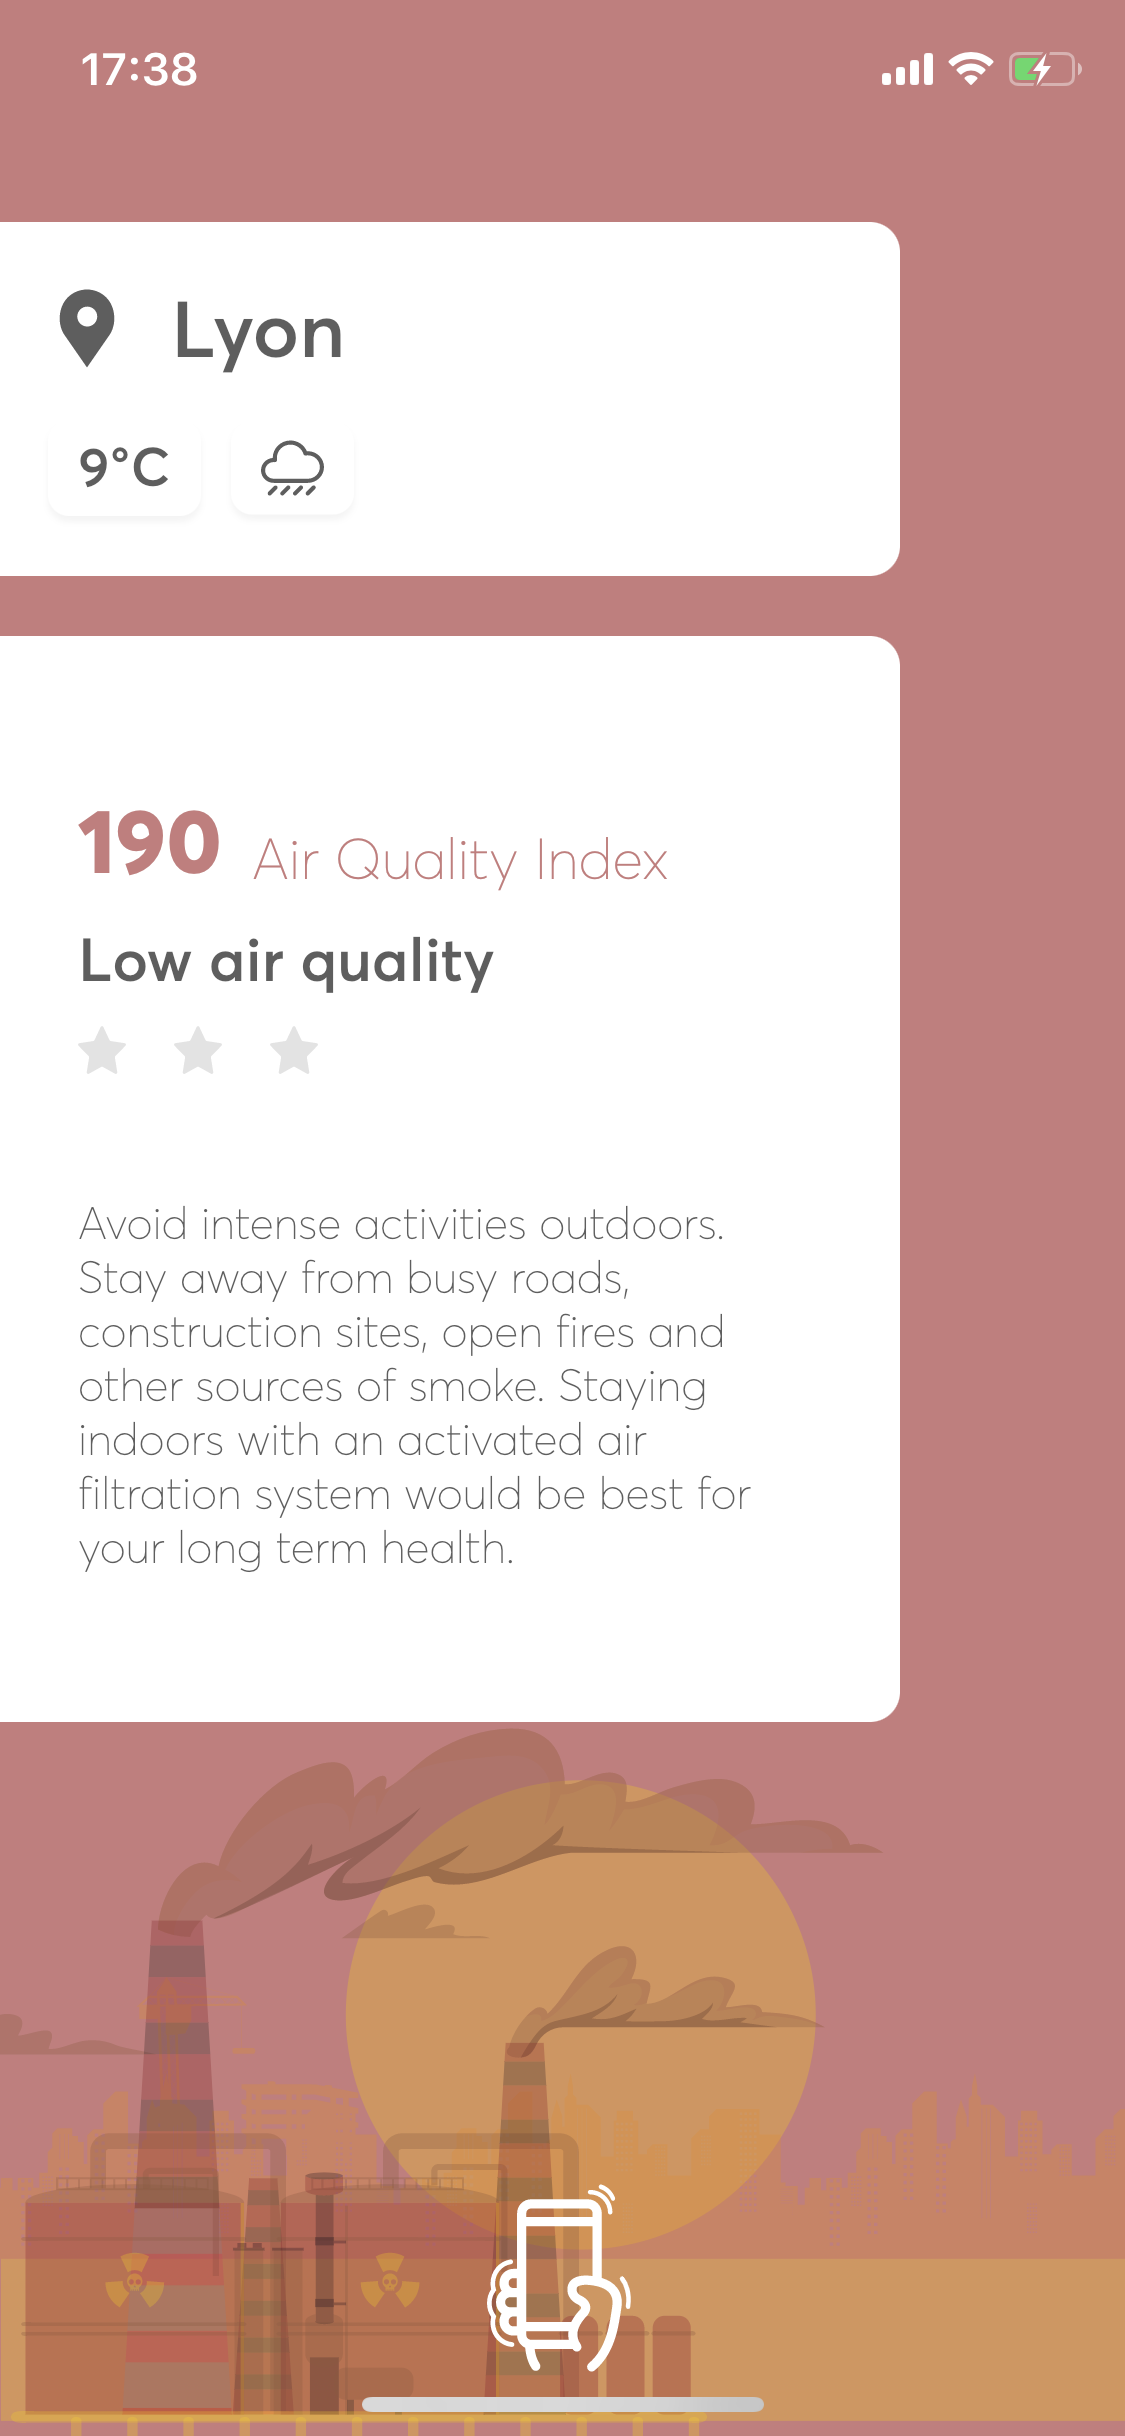 17:38
Lyon
9°C
190 Air Quality Index
Low air quality
Avoid intense activities outdoors.
Stay away from busy roads,
construction sites, open fires and
other sources of smoke. Staying
indoors with an activated air
filtration system would be best for
your long term health.